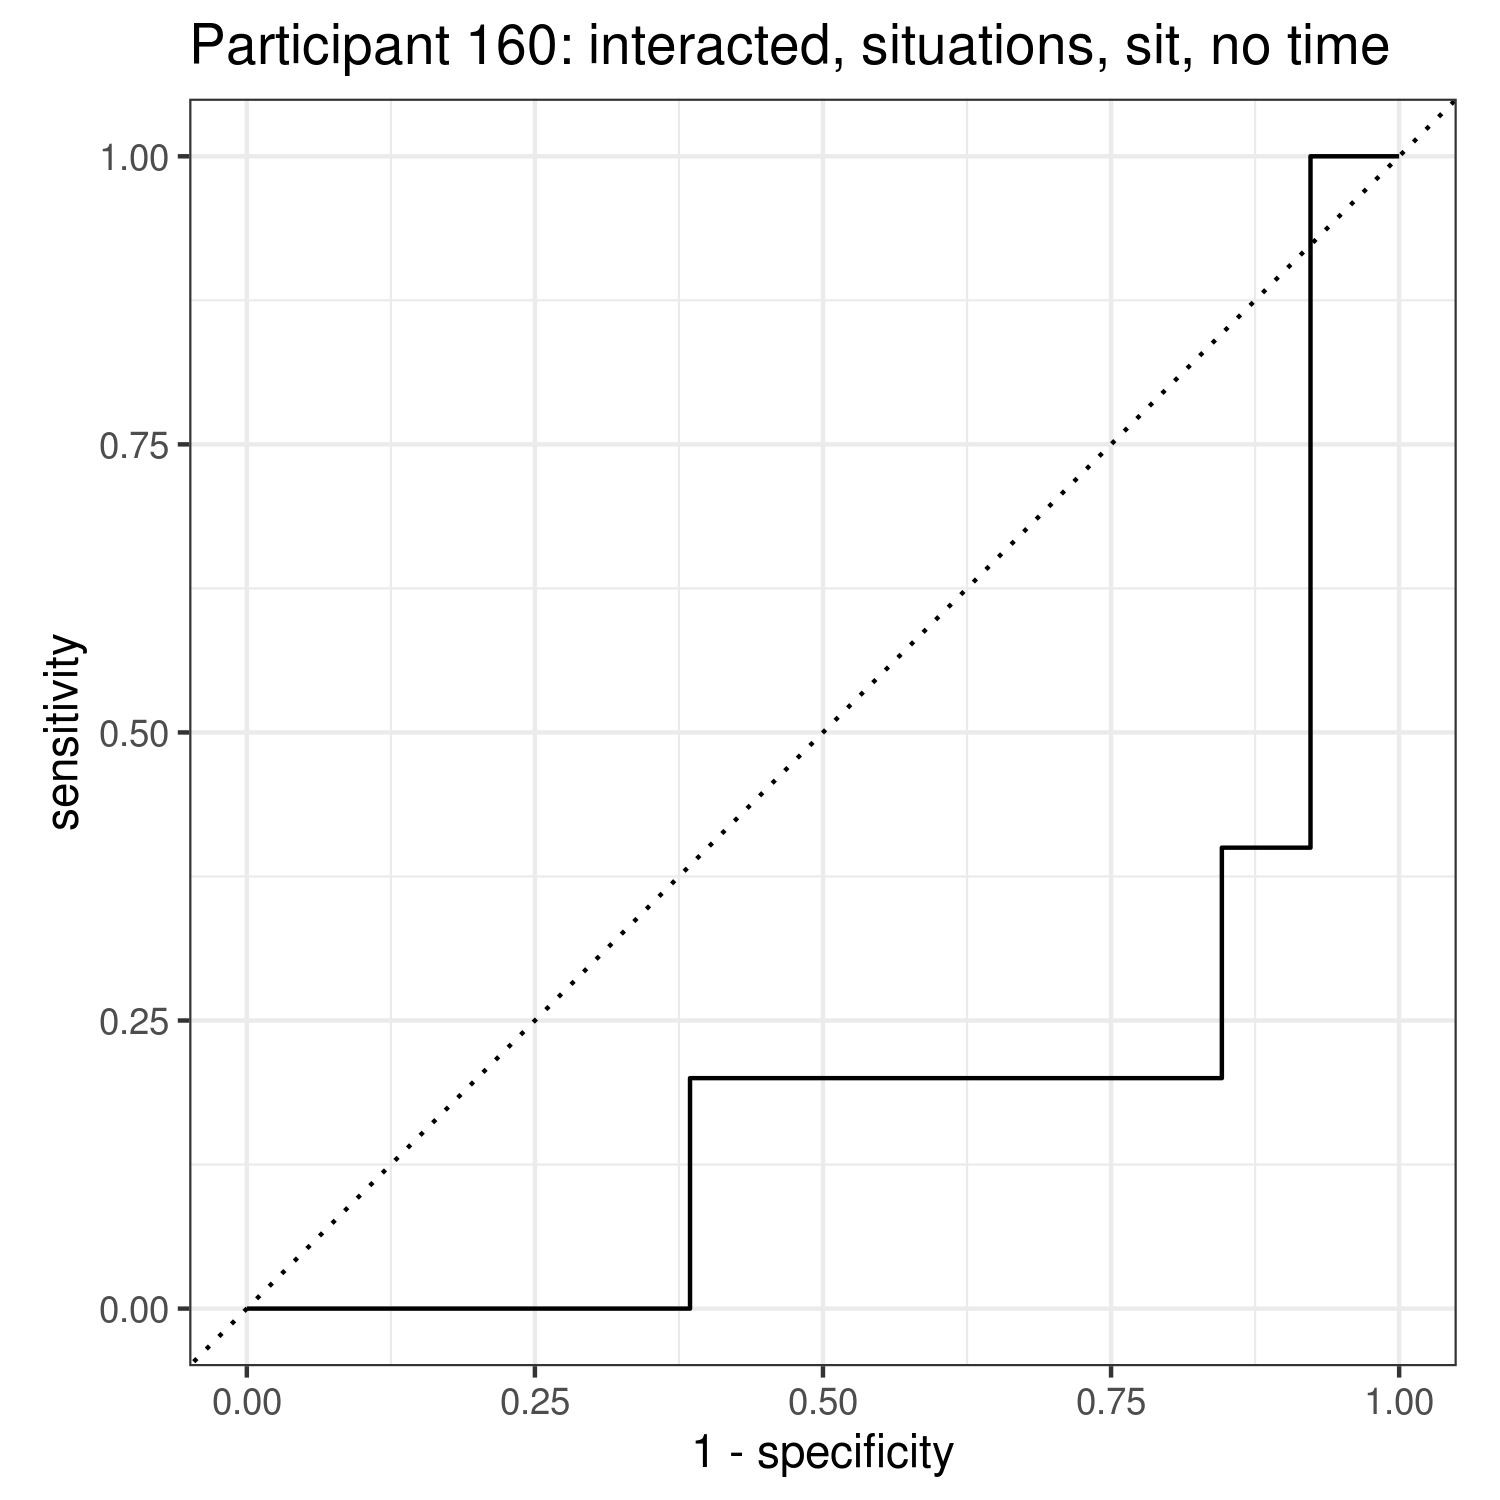 Participant 160: interacted, situations, sit, no time
1.00
0.75
0.50
0.25
0.00
sensitivity
0.00 0.25 0.50 0.75 1.00
1 - specificity